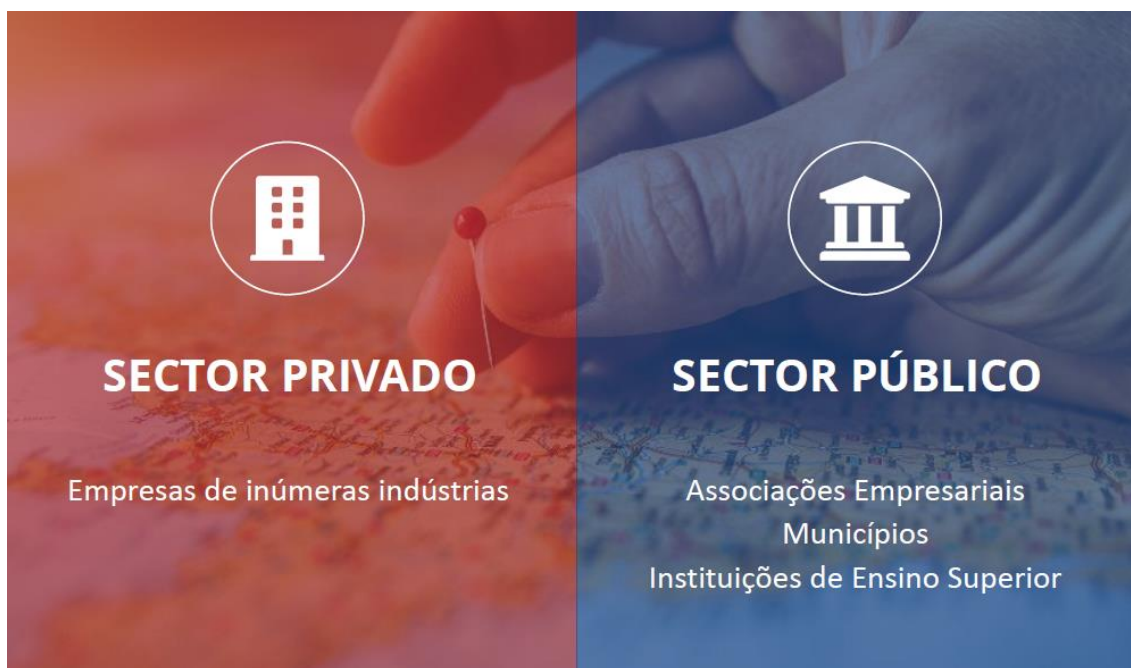 SECTOR PRIVADO
Empresas de inúmeras indústrias
SECTOR PÚBLICO
Associações Empresariais
Municípios
Instituições de Ensino Superior